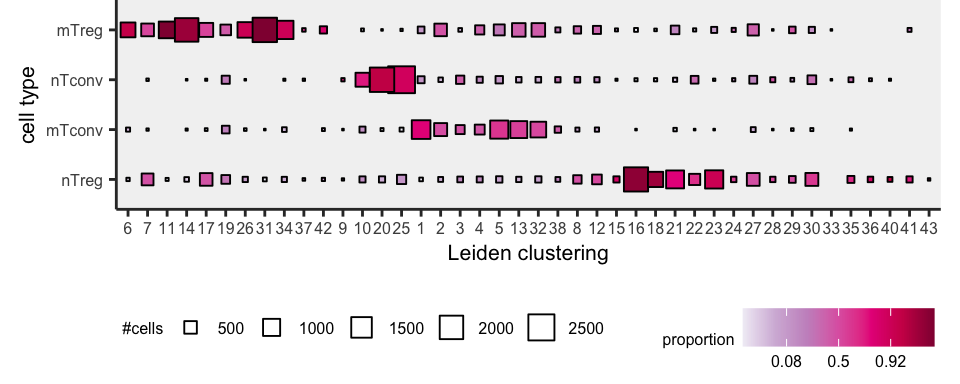 cell type
mTreg
nTconv
mTconv
nTreg
6 7 11 14 17 19 26 31 34 37 42 9 10 20 25 1 2 3 4 5 13 32 38 8 12 15 16 18 21 22 23 24 27 28 29 30 33 35 36 40 41 43
Leiden clustering
#cells 500 1000 1500 2000 2500
proportion
0.08 0.5 0.92